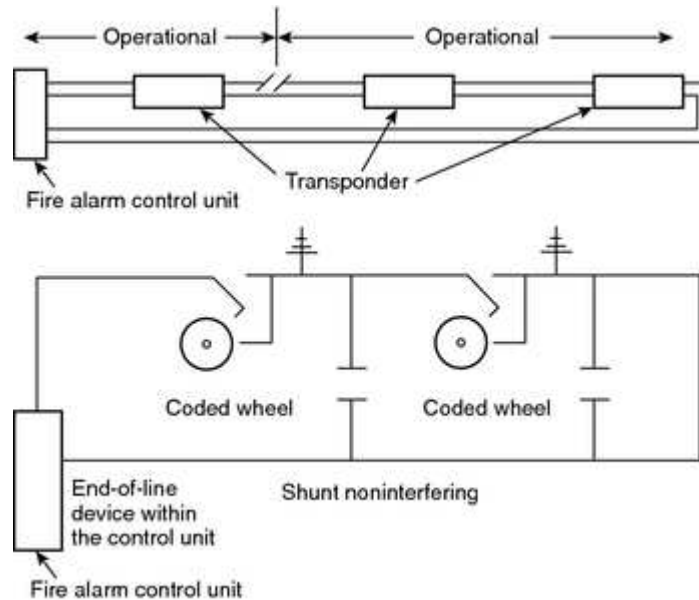 Operational
Operational
Transponder
Fire alarm control unit
Coded wheel
Coded wheel
End-of-line
device within
the control unit
Shunt noninterfering
Fire alarm control unit